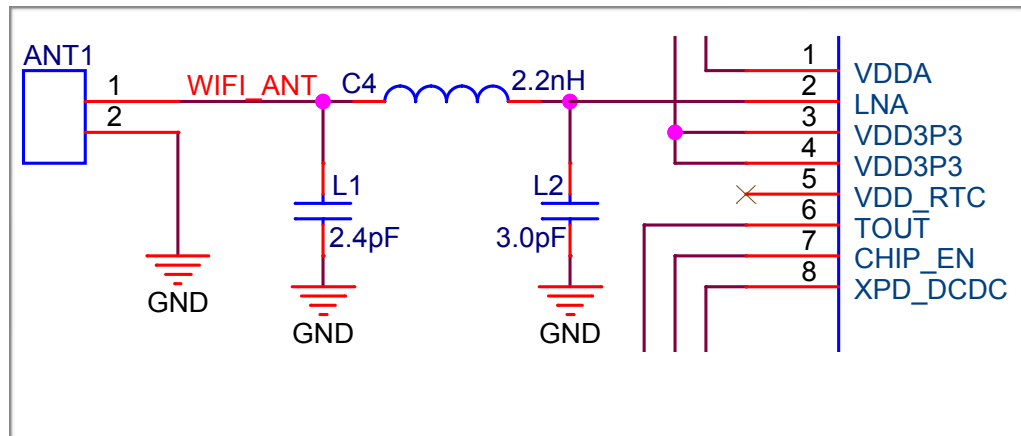 ANT1
1
2
WIFI_ANT
C4
2.2nH
L1
2.4pF
L2
3.0pF
GND
GND
GND
1
VDDA
2
LNA
3
VDD3P3
4
VDD3P3
5
VDD_RTC
6
TOUT
7
CHIP_EN
8
XPD_DCDC